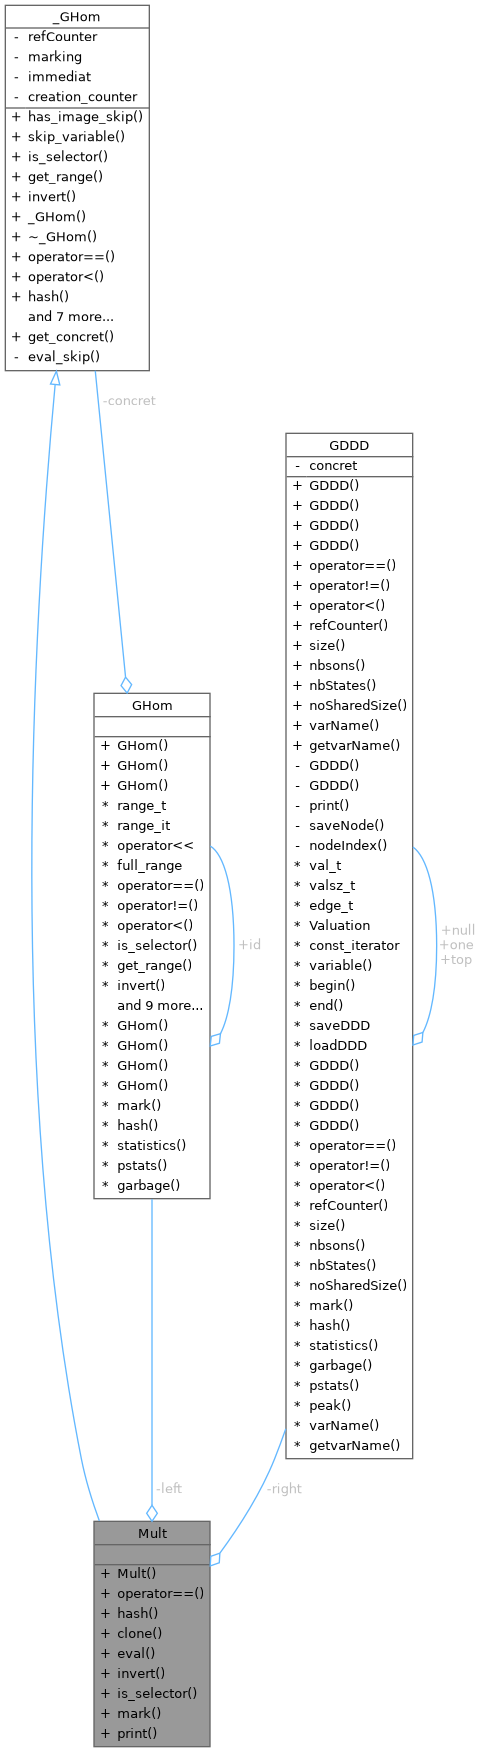 _GHom
- refCounter
- marking
- immediat
- creation_counter
+ has_image_skip()
+ skip_variable()
+ is_selector()
+ get_range()
+ invert()
+ _GHom()
+ ~_GHom()
+ operator==()
+ operator<()
+ hash()
and 7 more...
+ get_concret()
- eval_skip()
-concret
GDDD
- concret
+ GDDD()
+ GDDD()
+ GDDD()
+ GDDD()
+ operator==()
+ operator!=()
+ operator<()
+ refCounter()
+ size()
+ nbsons()
+ nbStates()
+ noSharedSize()
+ varName()
+ getvarName()
- GDDD()
- GDDD()
- print()
- saveNode()
- nodeIndex()
* val_t
* valsz_t
* edge_t
* Valuation
* const_iterator
* variable()
* begin()
* end()
* saveDDD
* loadDDD
* GDDD()
* GDDD()
* GDDD()
* GDDD()
* operator==()
* operator!=()
* operator<()
* refCounter()
* size()
* nbsons()
* nbStates()
* noSharedSize()
* mark()
* hash()
* statistics()
* garbage()
* pstats()
* peak()
* varName()
* getvarName()
+null
+one
+top
GHom
+ GHom()
+ GHom()
+ GHom()
* range_t
* range_it
* operator<<
* full_range
* operator==()
* operator!=()
* operator<()
* is_selector()
* get_range()
* invert()
and 9 more...
* GHom()
* GHom()
* GHom()
* GHom()
* mark()
* hash()
* statistics()
* pstats()
* garbage()
+id
-left
-right
Mult
+ Mult()
+ operator==()
+ hash()
+ clone()
+ eval()
+ invert()
+ is_selector()
+ mark()
+ print()